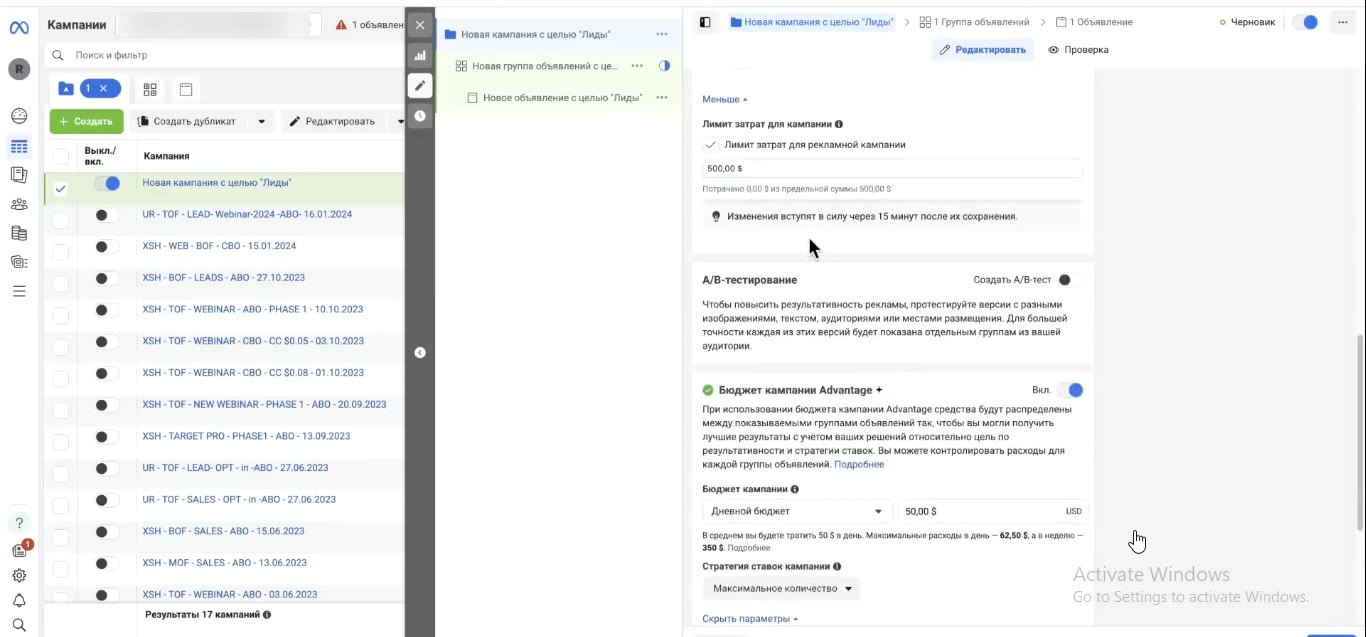 Кампании
1 объявлен
R
Поиск и фильтр
1 ×
+ Создать
Создать дубликат
Редактировать
Выкл./
вкл.
Кампания
Новая кампания с целью "Лиды"
UR - TOF - LEAD- Webinar-2024 -ABO- 16.01.2024
XSH - WEB - BOF - CBO - 15.01.2024
XSH - BOF - LEADS - ABO - 27.10.2023
XSH - TOF - WEBINAR - ABO - PHASE 1 - 10.10.2023
XSH - TOF - WEBINAR - CBO - CC $0.05 - 03.10.2023
XSH - TOF - WEBINAR - CBO - CC $0.08 - 01.10.2023
XSH - TOF - NEW WEBINAR - PHASE 1 - ABO - 20.09.2023
XSH - TARGET PRO - PHASE1 - ABO - 13.09.2023
UR - TOF - LEAD- OPT - in -ABO - 27.06.2023
UR - TOF - SALES - OPT - in -ABO - 27.06.2023
XSH - BOF - SALES - ABO - 15.06.2023
XSH - MOF - SALES - ABO - 13.06.2023
XSH - TOF - WEBINAR - ABO - 03.06.2023
Результаты 17 кампаний
?
1
Новая кампания с целью "Лиды"
Новая группа объявлений с це...
Новое объявление с целью "Лиды"
Новая кампания с целью "Лиды"
1 Группа объявлений
1 Объявление
Черновик
Редактировать
Проверка
Меньше
Лимит затрат для кампании
Лимит затрат для рекламной кампании
500,00 $
Потрачено 0,00 $ из предельной суммы 500,00 $
Изменения вступят в силу через 15 минут после их сохранения.
A/B-тестирование
Создать A/B-тест
Чтобы повысить результативность рекламы, протестируйте версии с разными
изображениями, текстом, аудиториями или местами размещения. Для большей
точности каждая из этих версий будет показана отдельным группам из вашей
аудитории.
Бюджет кампании Advantage +
Вкл.
При использовании бюджета кампании Advantage средства будут распределены
между показываемыми группами объявлений так, чтобы вы могли получить
лучшие результаты с учетом ваших решений относительно цель по
результативности и стратегии ставок. Вы можете контролировать расходы для
каждой группы объявлений. Подробнее
Бюджет кампании
Дневной бюджет
50,00 $
USD
В среднем вы будете тратить 50 $ в день. Максимальные расходы в день — 62,50 $, а в неделю —
350 $. Подробнее
Стратегия ставок кампании
Максимальное количество
Скрыть параметры
Activate Windows
Go to Settings to activate Windows.